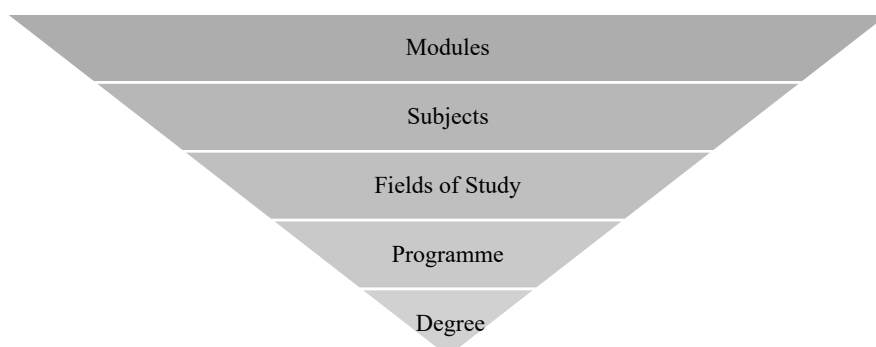 Modules
Subjects
Fields of Study
Programme
Degree